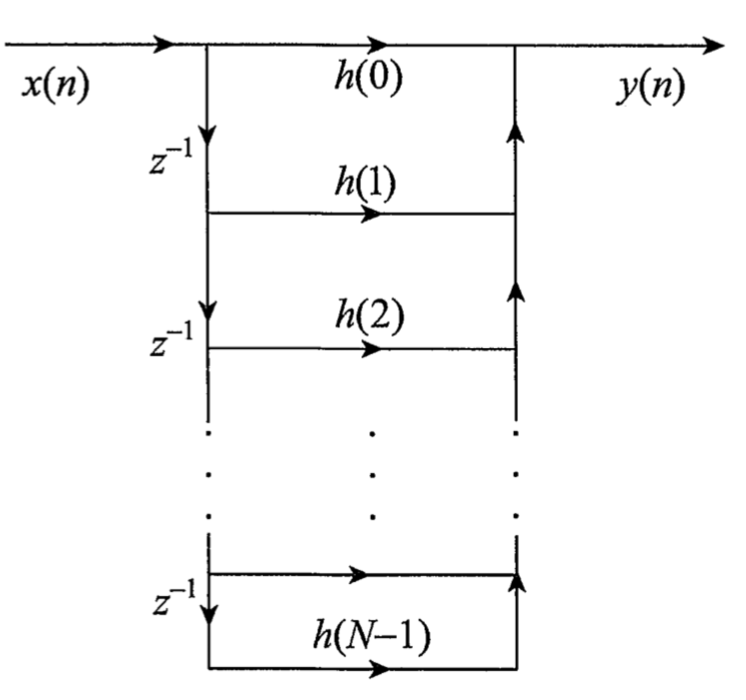 h(0)
x(n)
y(n)
z⁻¹
h(1)
h(2)
z⁻¹
z⁻¹
h(N−1)